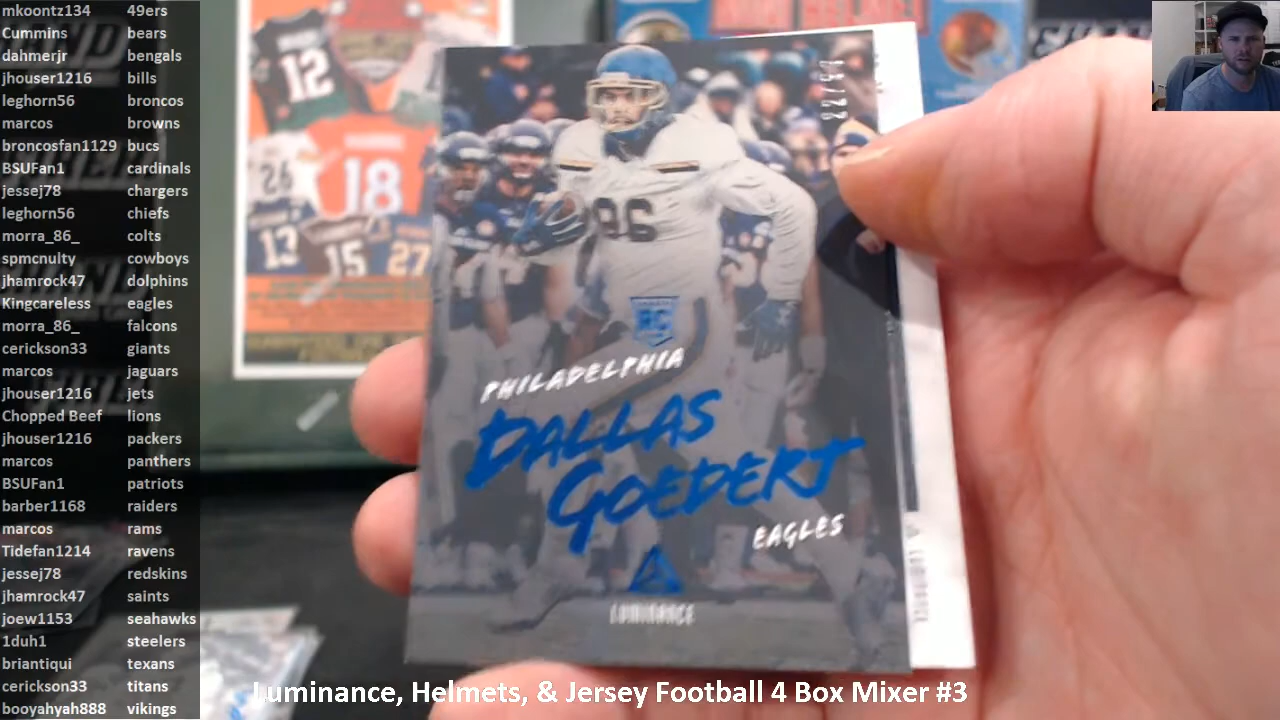 mkoontz134 49ers
Cummins bears
dahmerjr bengals
jhouser1216 bills
leghorn56 broncos
marcos browns
broncosfan1129 bucs
BSUFan1 cardinals
jessej78 chargers
leghorn56 chiefs
morra_86_ colts
spmcnulty cowboys
jhamrock47 dolphins
Kingcareless eagles
morra_86_ falcons
cerickson33 giants
marcos jaguars
jhouser1216 jets
Chopped Beef lions
jhouser1216 packers
marcos panthers
BSUFan1 patriots
barber1168 raiders
marcos rams
Tidefan1214 ravens
jessej78 redskins
jhamrock47 saints
joew1153 seahawks
1duh1 steelers
briantiqui texans
cerickson33 titans
booyahyah888 vikings
12
26
18
13
15
27
86
RC
PHILADELPHIA
DALLAS
GOEDERT
EAGLES
LUMINANCE
Luminance, Helmets, & Jersey Football 4 Box Mixer #3